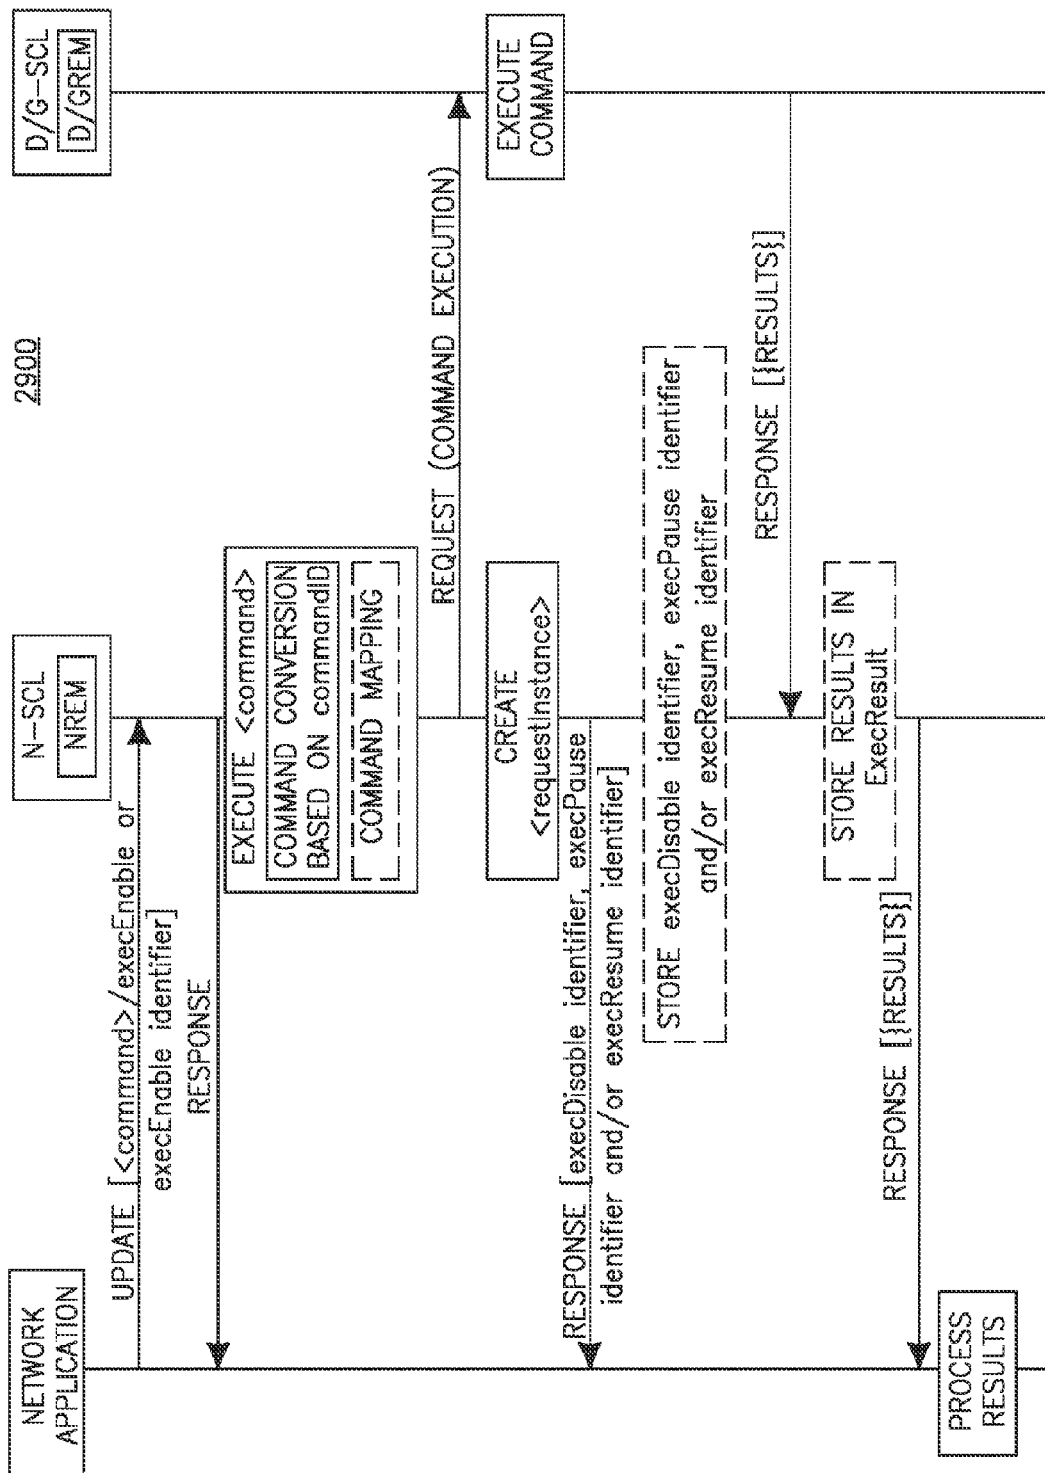 2900
NETWORK
APPLICATION
N-SCL
NREM
D/G-SCL
D/GREM
UPDATE [<command>/execEnable or
execEnable identifier]
RESPONSE
EXECUTE <command>
COMMAND CONVERSION
BASED ON commandID
COMMAND MAPPING
REQUEST (COMMAND EXECUTION)
CREATE
<requestInstance>
EXECUTE
COMMAND
RESPONSE [execDisable identifier, execPause
identifier and/or execResume identifier]
STORE execDisable identifier, execPause identifier
and/or execResume identifier
RESPONSE [{RESULTS}]
STORE RESULTS IN
ExecResult
RESPONSE [{RESULTS}]
PROCESS
RESULTS